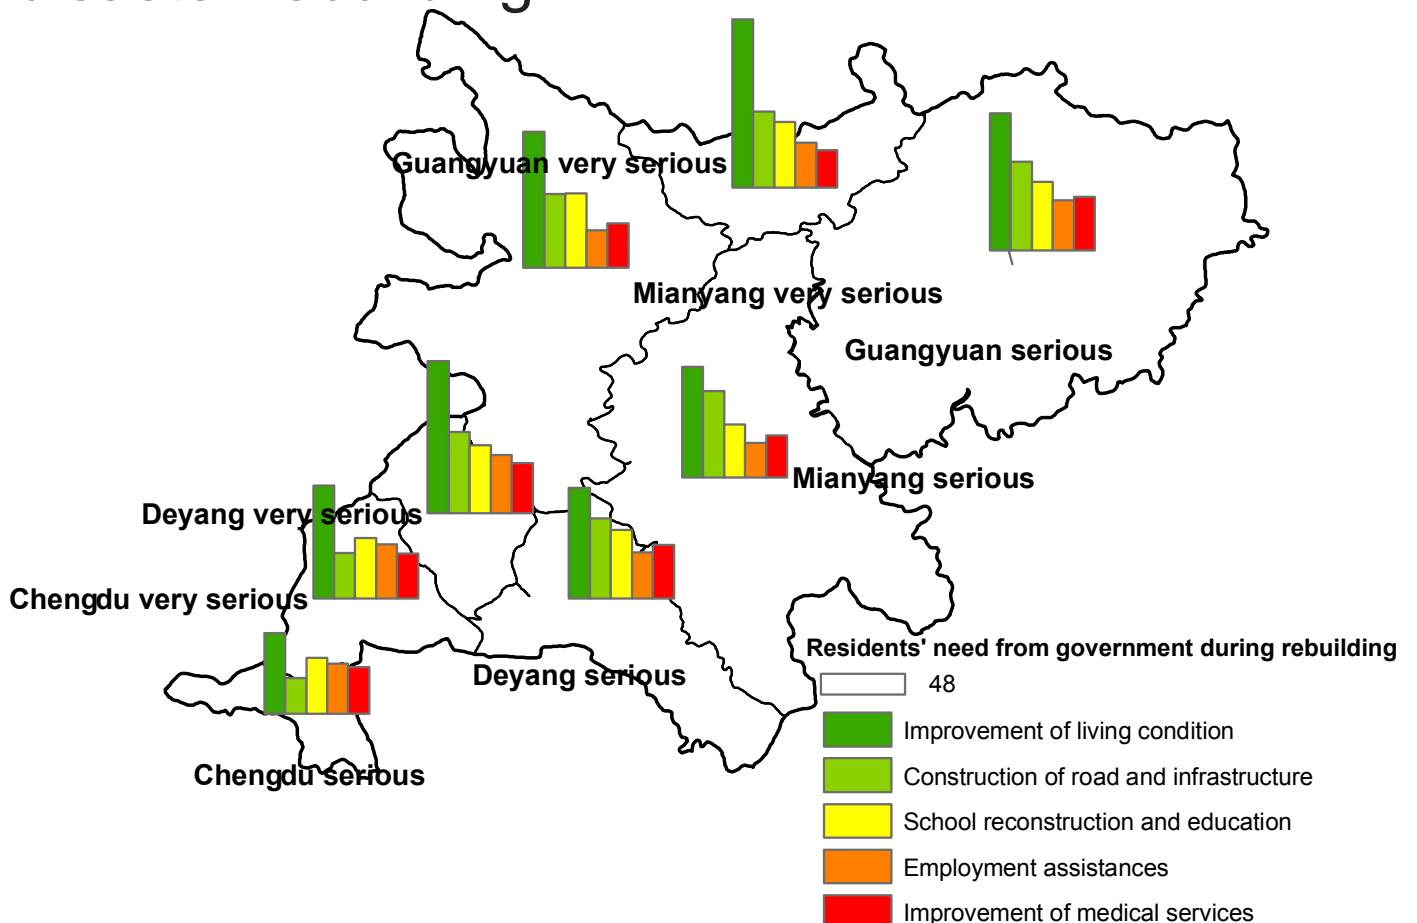 Guangyuan very serious
Mianyang very serious
Guangyuan serious
Mianyang serious
Deyang very serious
Chengdu very serious
Deyang serious
Chengdu serious
Residents' need from government during rebuilding
48
Improvement of living condition
Construction of road and infrastructure
School reconstruction and education
Employment assistances
Improvement of medical services